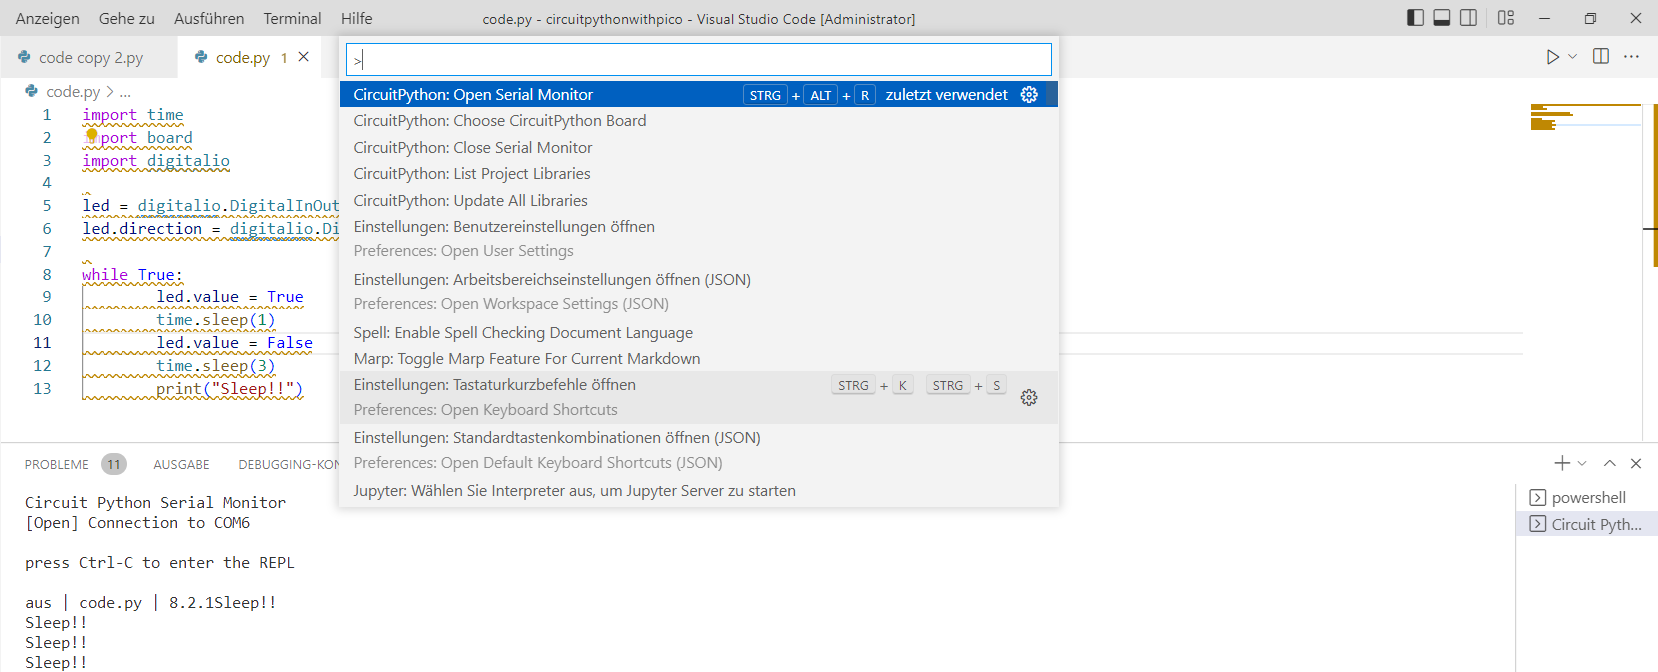 Anzeigen Gehe zu Ausführen Terminal Hilfe code.py - circuitpythonwithpico - Visual Studio Code [Administrator]
code copy 2.py code.py 1
code.py > ...
>
CircuitPython: Open Serial Monitor STRG + ALT + R zuletzt verwendet
CircuitPython: Choose CircuitPython Board
CircuitPython: Close Serial Monitor
CircuitPython: List Project Libraries
CircuitPython: Update All Libraries
Einstellungen: Benutzereinstellungen öffnen
Preferences: Open User Settings
Einstellungen: Arbeitsbereichseinstellungen öffnen (JSON)
Preferences: Open Workspace Settings (JSON)
Spell: Enable Spell Checking Document Language
Marp: Toggle Marp Feature For Current Markdown
Einstellungen: Tastaturkurzbefehle öffnen STRG + K STRG + S
Preferences: Open Keyboard Shortcuts
Einstellungen: Standardtastenkombinationen öffnen (JSON)
Preferences: Open Default Keyboard Shortcuts (JSON)
Jupyter: Wählen Sie Interpreter aus, um Jupyter Server zu starten
1 import time
2 port board
3 import digitalio
4
5 led = digitalio.DigitalInOut
6 led.direction = digitalio.Di
7
8 while True:
9 led.value = True
10 time.sleep(1)
11 led.value = False
12 time.sleep(3)
13 print("Sleep!!")
PROBLEME 11 AUSGABE DEBUGGING-KON
Circuit Python Serial Monitor
[Open] Connection to COM6
press Ctrl-C to enter the REPL
aus | code.py | 8.2.1Sleep!!
Sleep!!
Sleep!!
Sleep!!
powershell
Circuit Pyth...